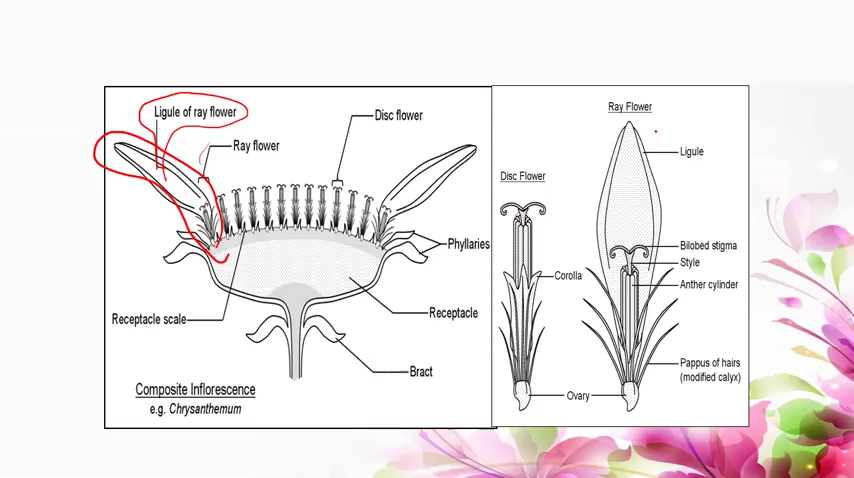 Ligule of ray flower
Disc flower
Ray flower
Phyllaries
Receptacle scale
Receptacle
Bract
Composite Inflorescence
e.g. Chrysanthemum
Ray Flower
Ligule
Disc Flower
Bilobed stigma
Style
Corolla
Anther cylinder
Pappus of hairs
(modified calyx)
Ovary